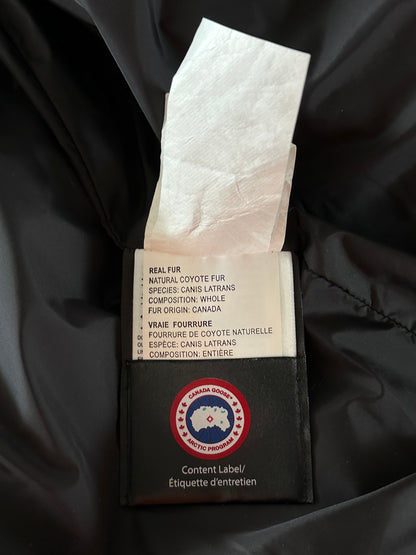 REAL FUR
NATURAL COYOTE FUR
SPECIES: CANIS LATRANS
COMPOSITION: WHOLE
FUR ORIGIN: CANADA
VRAIE FOURRURE
FOURRURE DE COYOTE NATURELLE
ESPÈCE: CANIS LATRANS
COMPOSITION: ENTIÈRE
CANADA GOOSE™
ARCTIC PROGRAM
Content Label/
Étiquette d'entretien